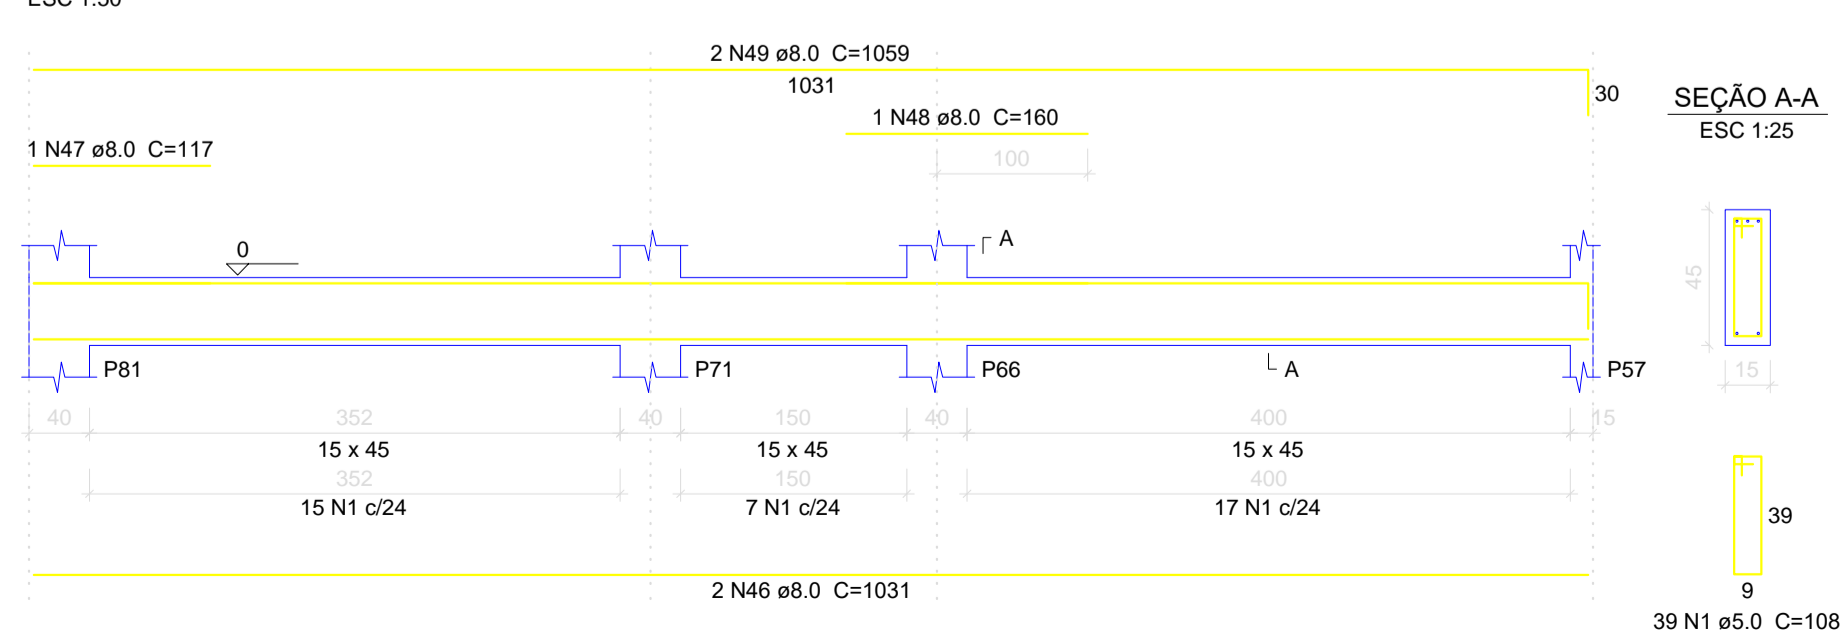 ESC 1:50
2 N49 ø8.0 C=1059
1031
30
1 N48 ø8.0 C=160
100
1 N47 ø8.0 C=117
SEÇÃO A-A
ESC 1:25
0
A
45
15
P81
P71
P66
A
P57
40
352
40
150
40
400
15
15 x 45
15 x 45
15 x 45
352
150
400
15 N1 c/24
7 N1 c/24
17 N1 c/24
2 N46 ø8.0 C=1031
39
9
39 N1 ø5.0 C=108